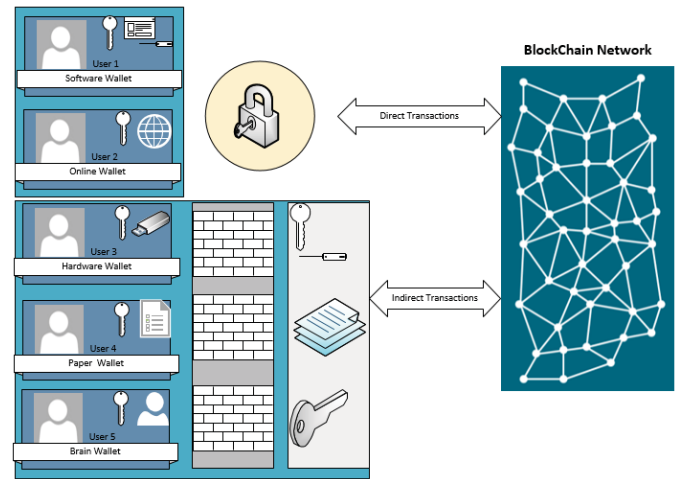 User 1
Software Wallet
User 2
Online Wallet
User 3
Hardware Wallet
User 4
Paper Wallet
User 5
Brain Wallet
Direct Transactions
Indirect Transactions
BlockChain Network